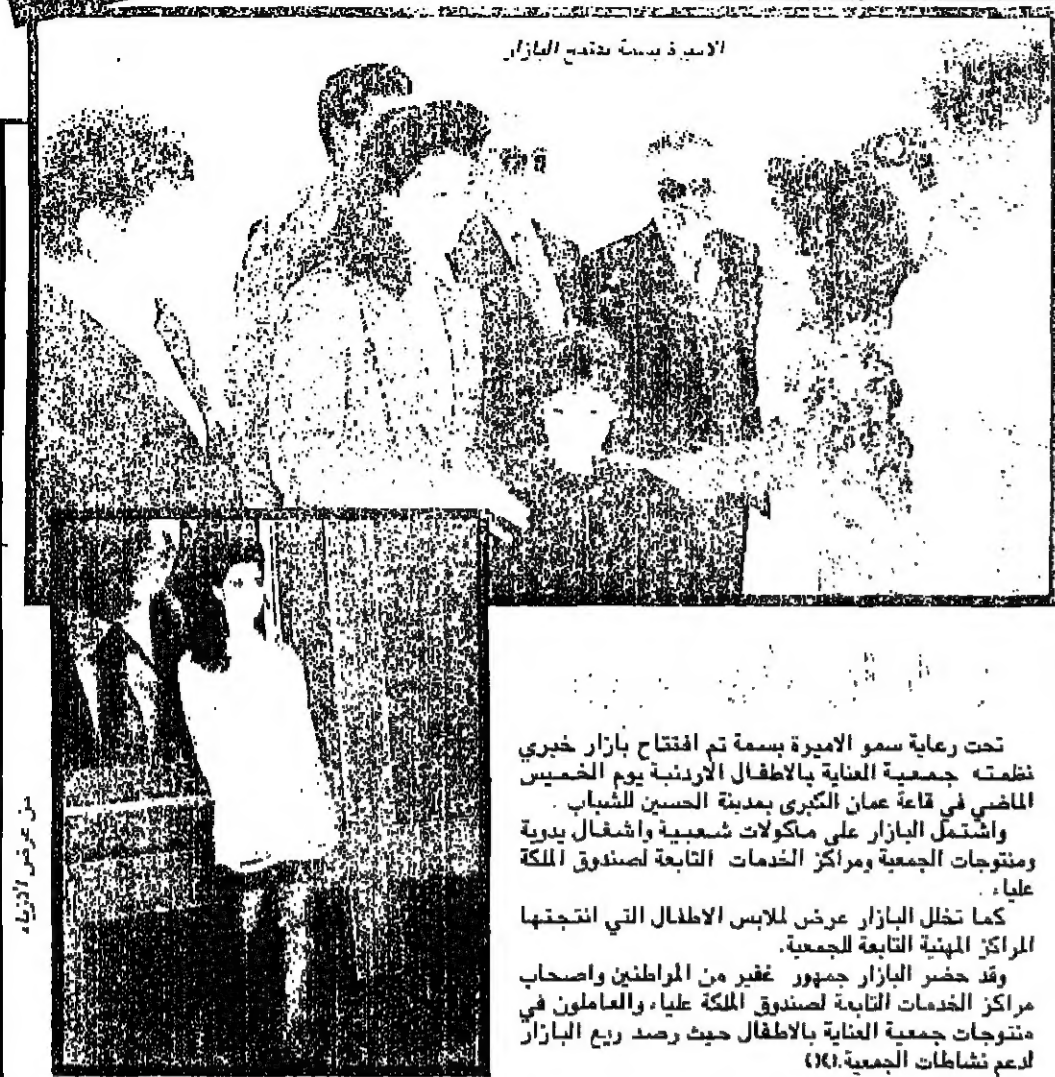 الاميرة بسمة تفتتح البازار
من عرض الازياء
تحت رعاية سمو الاميرة بسمة تم افتتاح بازار خيري
نظمته جمعية العناية بالاطفال الاردنية يوم الخميس
الماضي في قاعة عمان الكبرى بمدينة الحسين للشباب .
واشتمل البازار على ماكولات شعبية واشغال يدوية
ومنتوجات الجمعية ومراكز الخدمات التابعة لصندوق الملكة
علياء .
كما تخلل البازار عرض لملابس الاطفال التي انتجتها
المراكز المهنية التابعة للجمعية.
وقد حضر البازار جمهور غفير من المواطنين واصحاب
مراكز الخدمات التابعة لصندوق الملكة علياء والعاملون في
منتوجات جمعية العناية بالاطفال حيث رصد ريع البازار
لدعم نشاطات الجمعية.